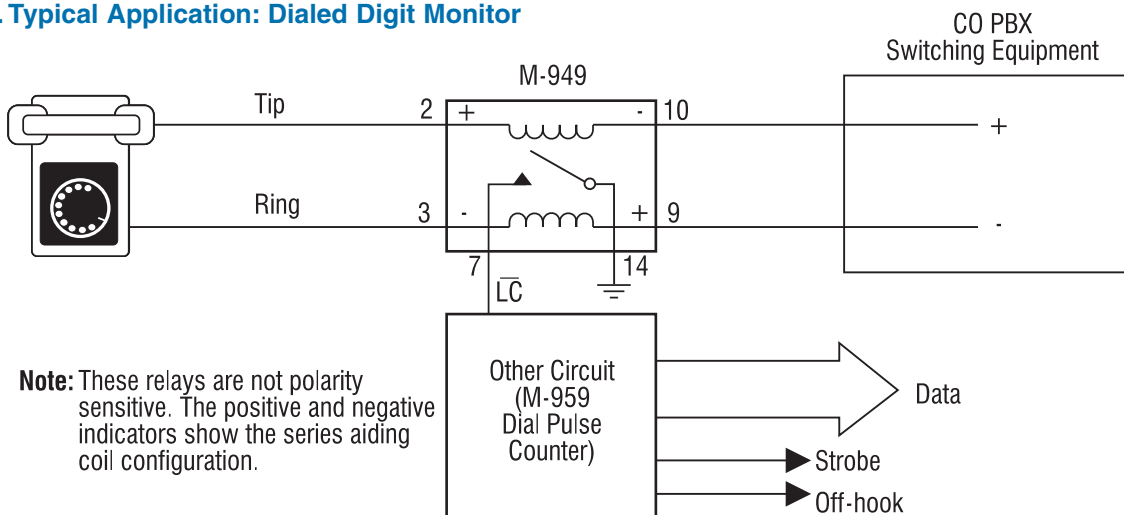 . Typical Application: Dialed Digit Monitor
CO PBX
Switching Equipment
M-949
Tip
2
+
-
10
+
Ring
3
-
+
9
-
7
14
L̅C̅
Note: These relays are not polarity
sensitive. The positive and negative
indicators show the series aiding
coil configuration.
Other Circuit
(M-959
Dial Pulse
Counter)
Data
Strobe
Off-hook